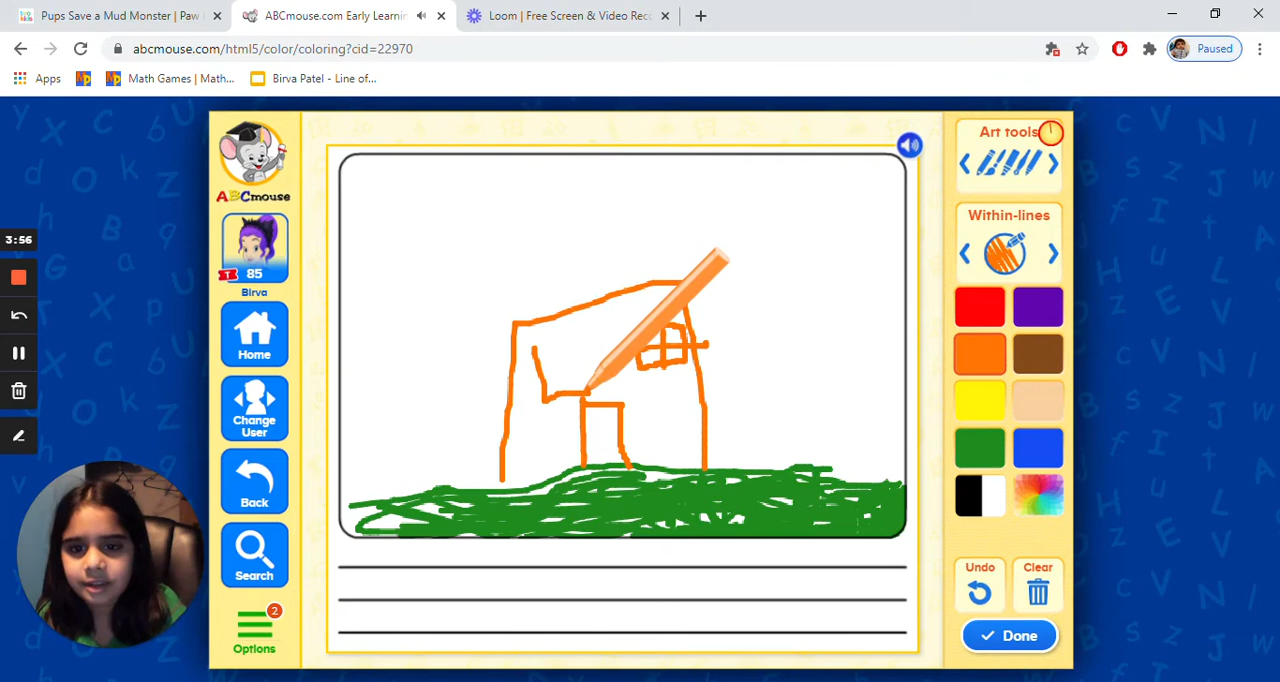 Pups Save a Mud Monster | Paw
ABCmouse.com Early Learnin
Loom | Free Screen & Video Rec
abcmouse.com/html5/color/coloring?cid=22970
Paused
Apps
Math Games | Math...
Birva Patel - Line of...
3:56
ABCmouse
T 85
Birva
Home
Change
User
Back
Search
2
Options
Art tools
Within-lines
Undo
Clear
Done